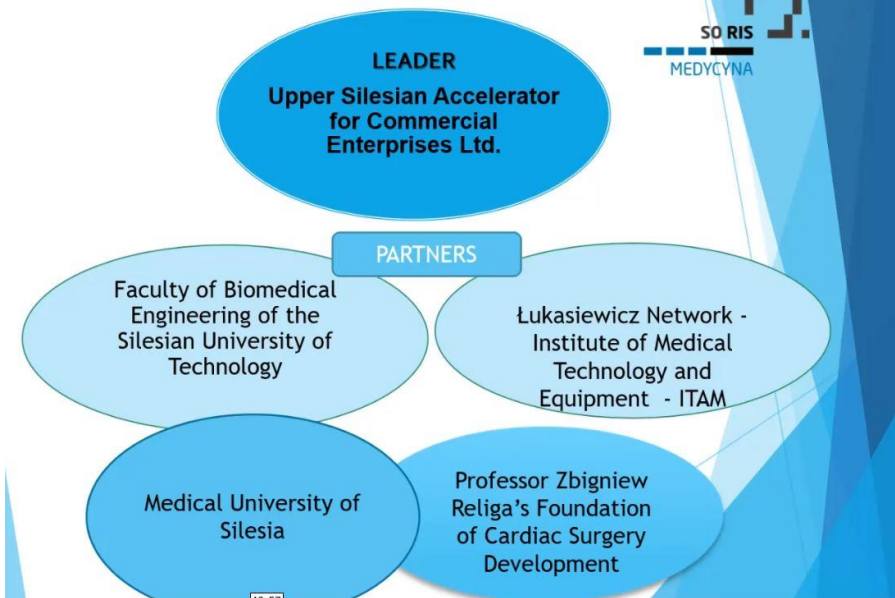 SO RIS
MEDYCYNA
LEADER
Upper Silesian Accelerator
for Commercial
Enterprises Ltd.
PARTNERS
Faculty of Biomedical
Engineering of the
Silesian University of
Technology
Łukasiewicz Network -
Institute of Medical
Technology and
Equipment - ITAM
Medical University of
Silesia
Professor Zbigniew
Religa’s Foundation
of Cardiac Surgery
Development